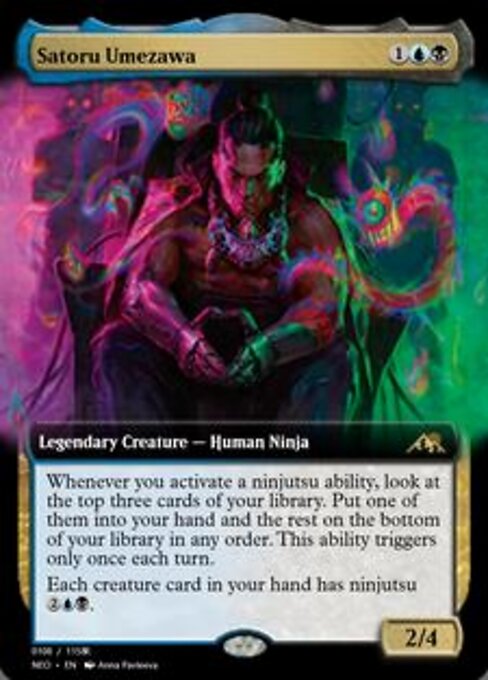 Satoru Umezawa 1
Legendary Creature — Human Ninja
Whenever you activate a ninjutsu ability, look at
the top three cards of your library. Put one of
them into your hand and the rest on the bottom
of your library in any order. This ability triggers
only once each turn.
Each creature card in your hand has ninjutsu
2.
2/4
NEO • EN Anna Pavleeva